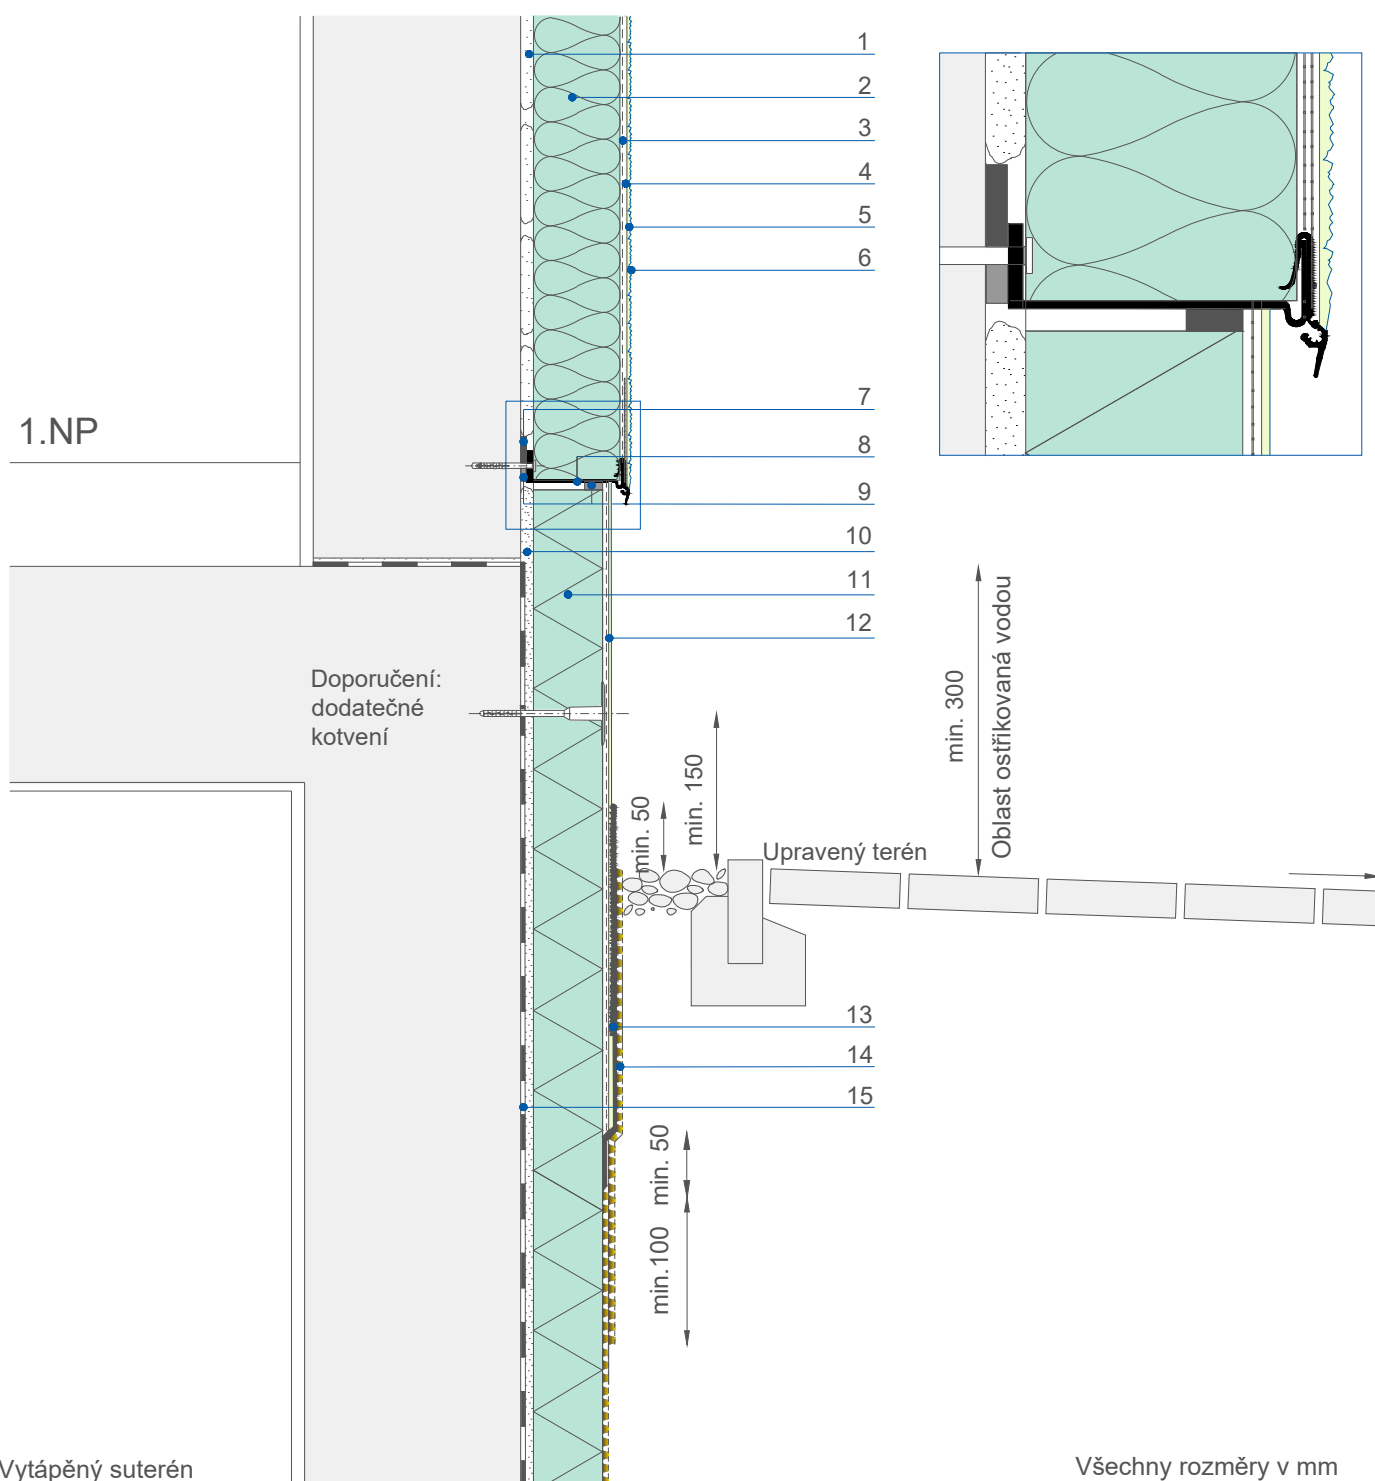 1
2
3
4
5
6
7
8
9
10
11
12
1.NP
Doporučení:
dodatečné
kotvení
min. 50
min. 150
Upravený terén
min. 300
Oblast ostřikovaná vodou
13
14
15
min. 50
min.100
Vytápěný suterén
Všechny rozměry v mm